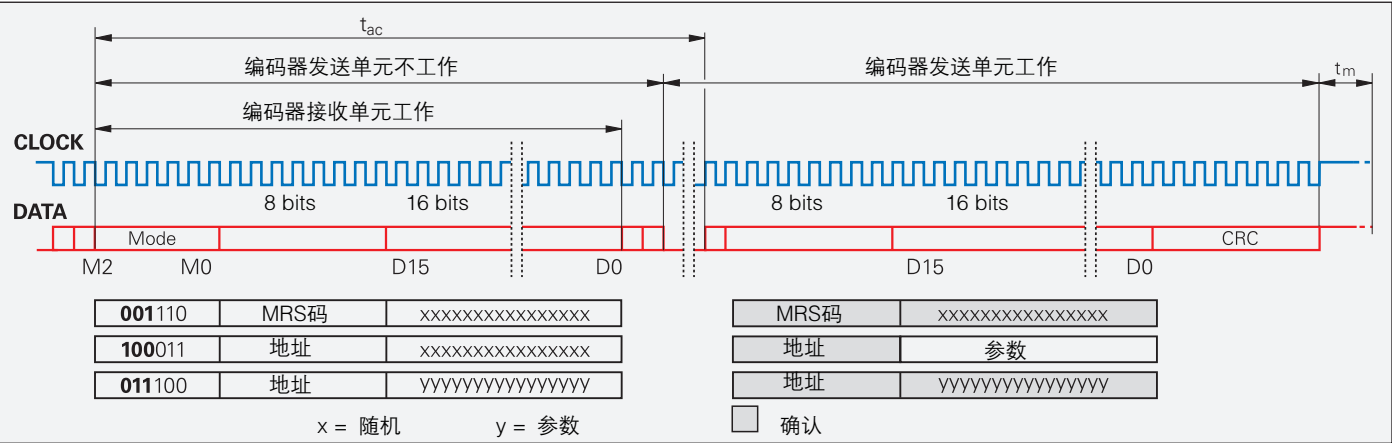 tac
编码器发送单元不工作 编码器发送单元工作 tm
编码器接收单元工作
CLOCK
8 bits 16 bits 8 bits 16 bits
DATA
Mode CRC
M2 M0 D15 D0 D15 D0
001110 MRS码 xxxxxxxxxxxxxxxx MRS码 xxxxxxxxxxxxxxxx
100011 地址 xxxxxxxxxxxxxxxx 地址 参数
011100 地址 yyyyyyyyyyyyyyyy 地址 yyyyyyyyyyyyyyyy
x = 随机 y = 参数 确认